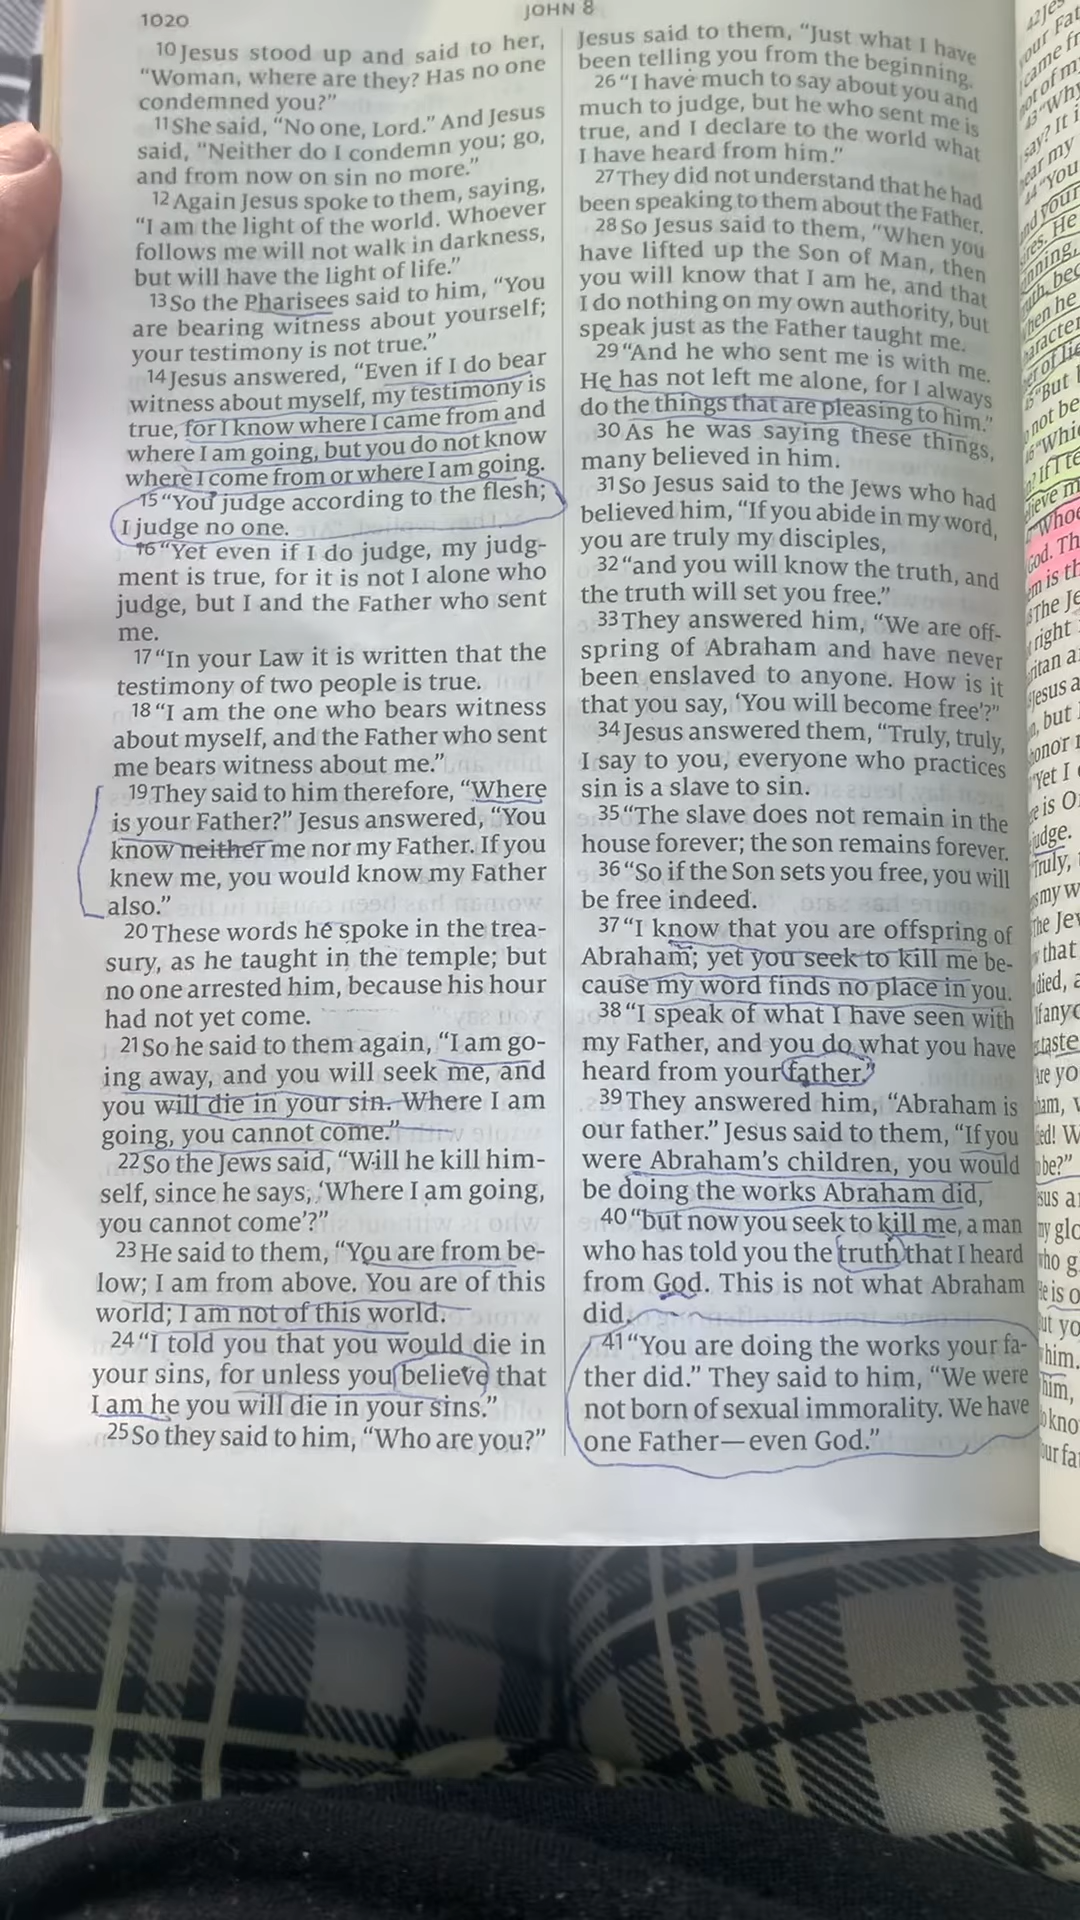 1020
JOHN 8
10 Jesus stood up and said to her,
“Woman, where are they? Has no one
condemned you?”
11 She said, “No one, Lord.” And Jesus
said, “Neither do I condemn you; go,
and from now on sin no more.”
12 Again Jesus spoke to them, saying,
“I am the light of the world. Whoever
follows me will not walk in darkness,
but will have the light of life.”
13 So the Pharisees said to him, “You
are bearing witness about yourself;
your testimony is not true.”
14 Jesus answered, “Even if I do bear
witness about myself, my testimony is
true, for I know where I came from and
where I am going, but you do not know
where I come from or where I am going.
15 “You judge according to the flesh;
I judge no one.
16 “Yet even if I do judge, my judg-
ment is true, for it is not I alone who
judge, but I and the Father who sent
me.
17 “In your Law it is written that the
testimony of two people is true.
18 “I am the one who bears witness
about myself, and the Father who sent
me bears witness about me.”
19 They said to him therefore, “Where
is your Father?” Jesus answered, “You
know neither me nor my Father. If you
knew me, you would know my Father
also.”
20 These words he spoke in the trea-
sury, as he taught in the temple; but
no one arrested him, because his hour
had not yet come.
21 So he said to them again, “I am go-
ing away, and you will seek me, and
you will die in your sin. Where I am
going, you cannot come.”
22 So the Jews said, “Will he kill him-
self, since he says, ‘Where I am going,
you cannot come’?”
23 He said to them, “You are from be-
low; I am from above. You are of this
world; I am not of this world.
24 “I told you that you would die in
your sins, for unless you believe that
I am he you will die in your sins.”
25 So they said to him, “Who are you?”
Jesus said to them, “Just what I have
been telling you from the beginning.
26 “I have much to say about you and
much to judge, but he who sent me is
true, and I declare to the world what
I have heard from him.”
27 They did not understand that he had
been speaking to them about the Father.
28 So Jesus said to them, “When you
have lifted up the Son of Man, then
you will know that I am he, and that
I do nothing on my own authority, but
speak just as the Father taught me.
29 “And he who sent me is with me.
He has not left me alone, for I always
do the things that are pleasing to him.”
30 As he was saying these things,
many believed in him.
31 So Jesus said to the Jews who had
believed him, “If you abide in my word,
you are truly my disciples,
32 “and you will know the truth, and
the truth will set you free.”
33 They answered him, “We are off-
spring of Abraham and have never
been enslaved to anyone. How is it
that you say, ‘You will become free’?”
34 Jesus answered them, “Truly, truly,
I say to you, everyone who practices
sin is a slave to sin.
35 “The slave does not remain in the
house forever; the son remains forever.
36 “So if the Son sets you free, you will
be free indeed.
37 “I know that you are offspring of
Abraham; yet you seek to kill me be-
cause my word finds no place in you.
38 “I speak of what I have seen with
my Father, and you do what you have
heard from your father.”
39 They answered him, “Abraham is
our father.” Jesus said to them, “If you
were Abraham’s children, you would
be doing the works Abraham did,
40 “but now you seek to kill me, a man
who has told you the truth that I heard
from God. This is not what Abraham
did.
41 “You are doing the works your fa-
ther did.” They said to him, “We were
not born of sexual immorality. We have
one Father—even God.”